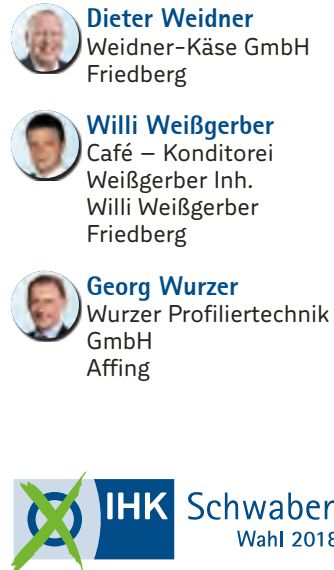 Dieter Weidner
Weidner-Käse GmbH
Friedberg
Willi Weißgerber
Café – Konditorei
Weißgerber Inh.
Willi Weißgerber
Friedberg
Georg Wurzer
Wurzer Profiliertechnik
GmbH
Affing
IHK Schwaben
Wahl 2018